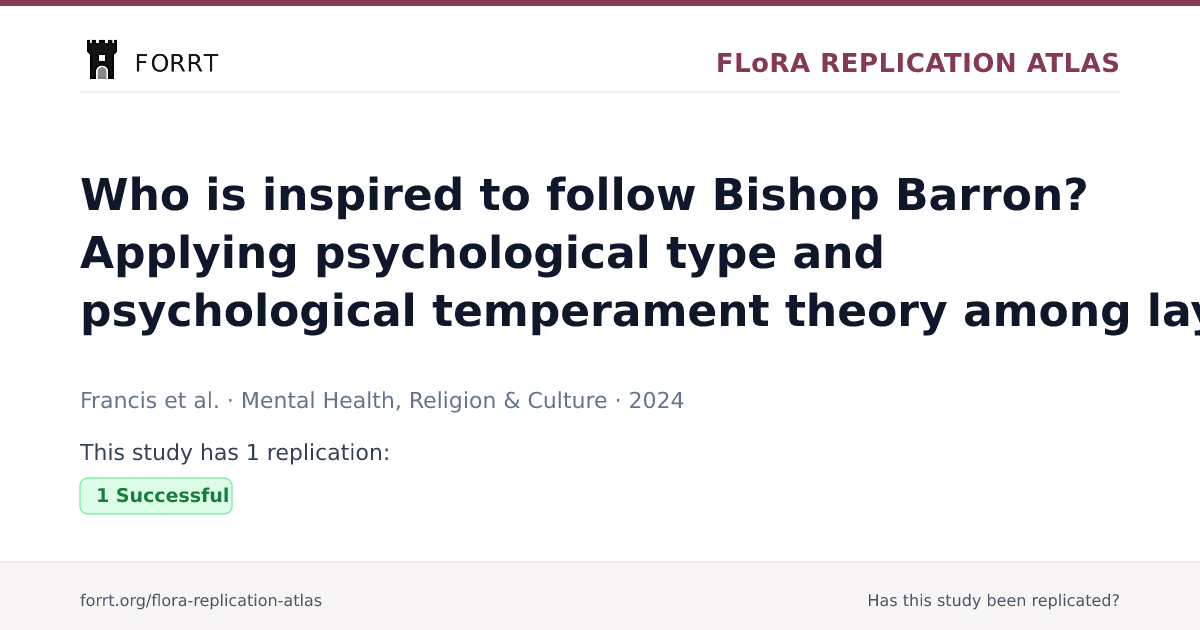 FORRT
FLoRA REPLICATION ATLAS
Who is inspired to follow Bishop Barron?
Applying psychological type and
psychological temperament theory among
Francis et al. · Mental Health, Religion & Culture · 2024
This study has 1 replication:
1 Successful
forrt.org/flora-replication-atlas
Has this study been replicated?